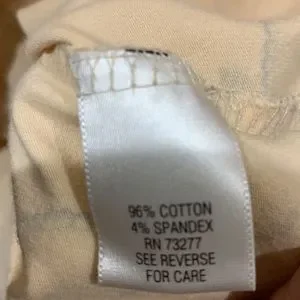 96% COTTON
4% SPANDEX
RN 73277
SEE REVERSE
FOR CARE